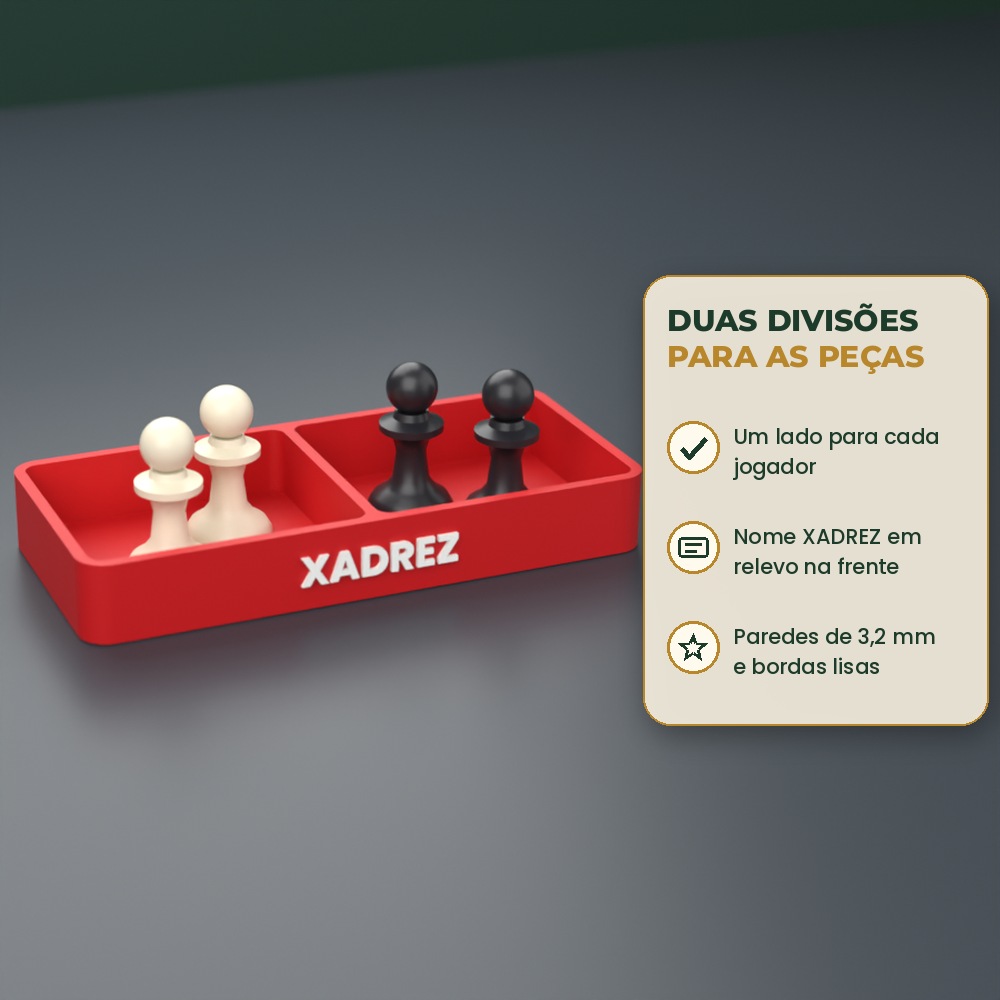 DUAS DIVISÕES
PARA AS PEÇAS
Um lado para cada
jogador
Nome XADREZ em
relevo na frente
Paredes de 3,2 mm
e bordas lisas
XADREZ